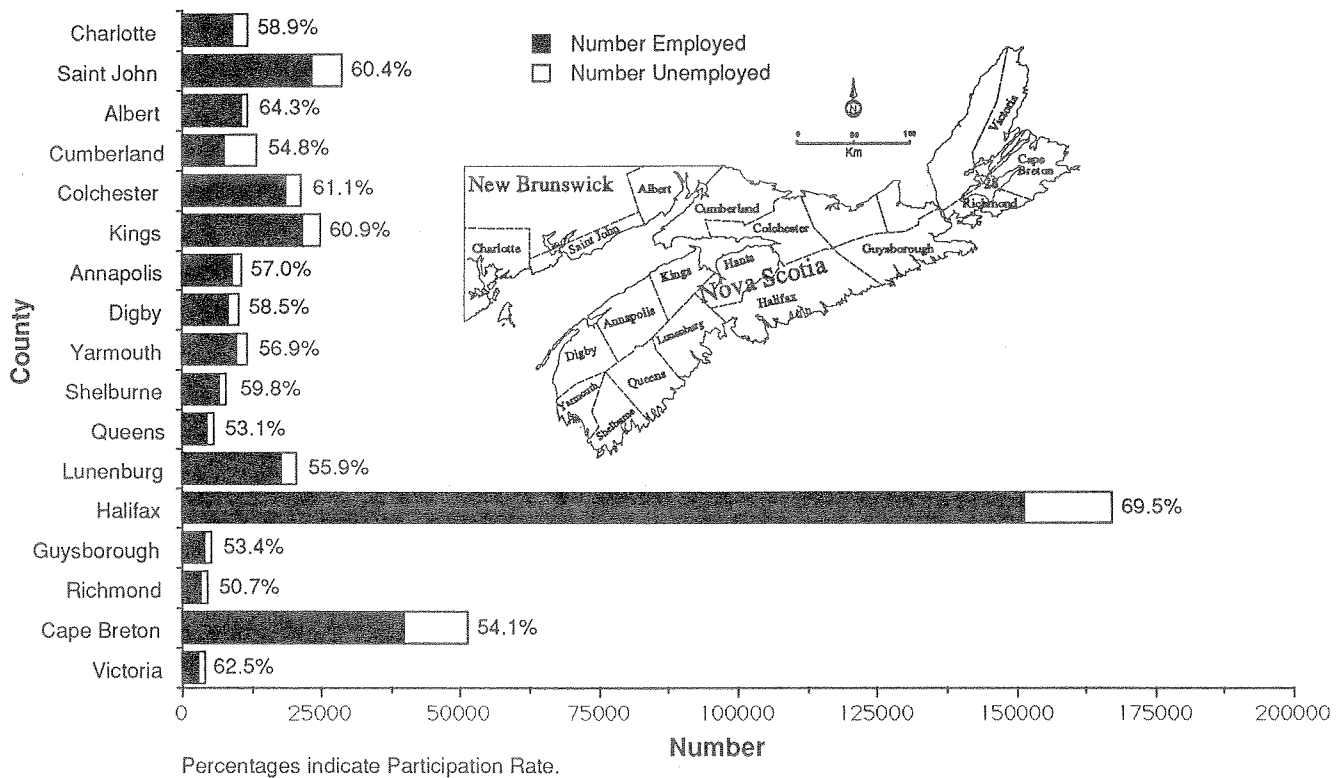 County
Charlotte 58.9%
Saint John 60.4%
Albert 64.3%
Cumberland 54.8%
Colchester 61.1%
Kings 60.9%
Annapolis 57.0%
Digby 58.5%
Yarmouth 56.9%
Shelburne 59.8%
Queens 53.1%
Lunenburg 55.9%
Halifax 69.5%
Guysborough 53.4%
Richmond 50.7%
Cape Breton 54.1%
Victoria 62.5%
0 25000 50000 75000 100000 125000 150000 175000 200000
Number
Percentages indicate Participation Rate.
Number Employed
Number Unemployed
N
0 50 100
Km
New Brunswick
Albert
Charlotte
Saint John
Cumberland
Colchester
Victoria
Cape
Breton
Richmond
Guysborough
Kings
Hants
Nova Scotia
Halifax
Annapolis
Lunenburg
Digby
Queens
Yarmouth
Shelburne